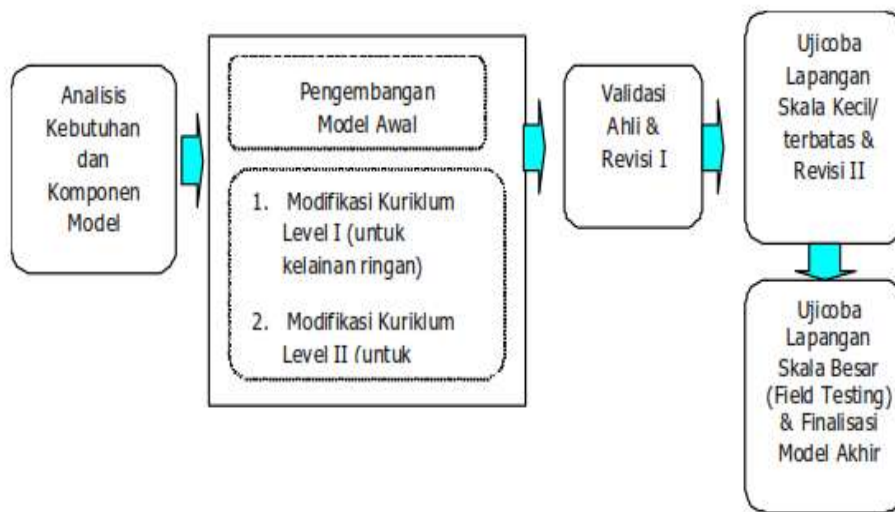 Analisis
Kebutuhan
dan
Komponen
Model
Pengembangan
Model Awal
1. Modifikasi Kuriklum
Level I (untuk
kelainan ringan)
2. Modifikasi Kuriklum
Level II (untuk
Validasi
Ahli &
Revisi I
Ujicoba
Lapangan
Skala Kecil/
terbatas &
Revisi II
Ujicoba
Lapangan
Skala Besar
(Field Testing)
& Finalisasi
Model Akhir